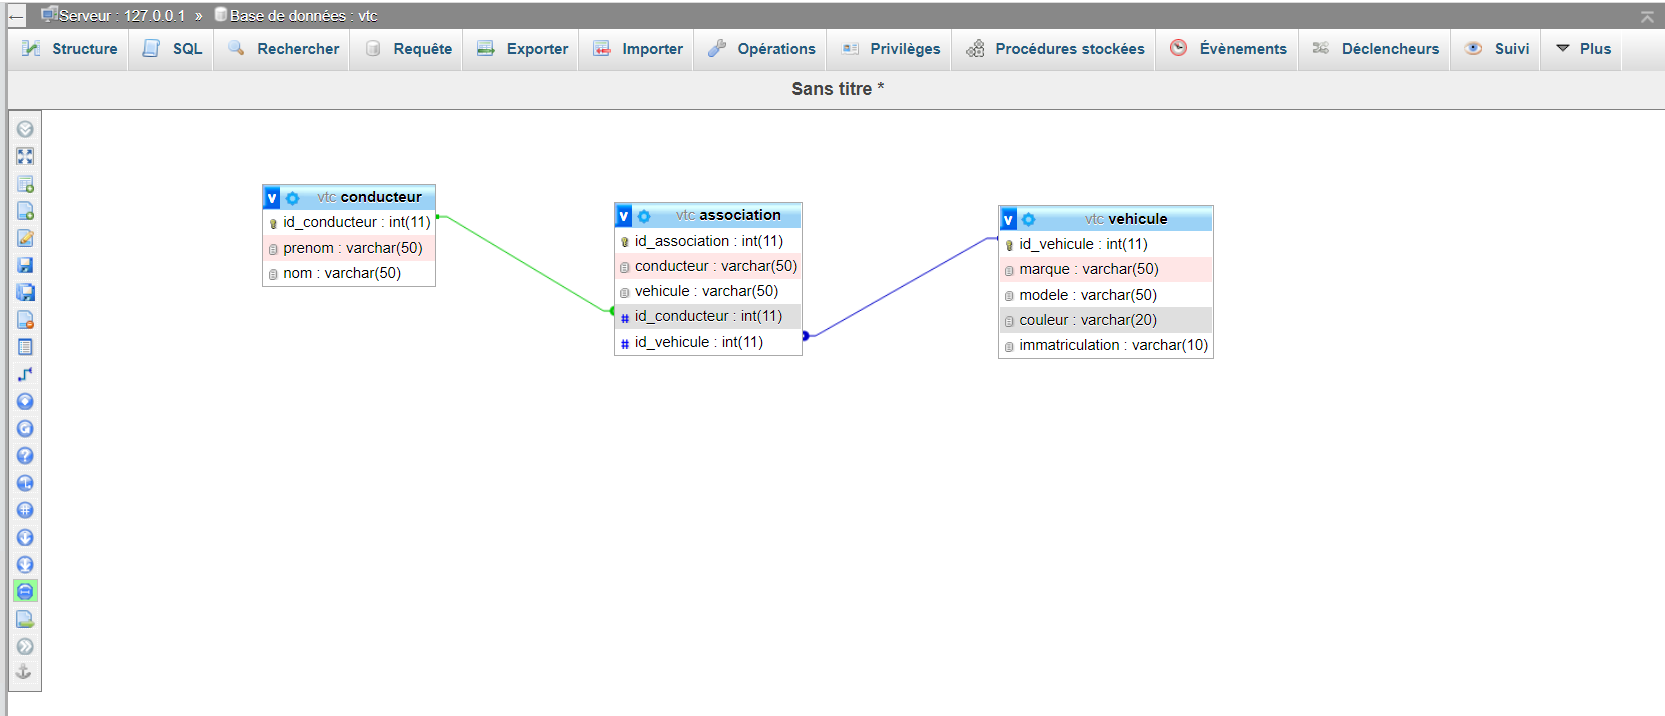 Serveur : 127.0.0.1 » Base de données : vtc
Structure SQL Rechercher Requête Exporter Importer Opérations Privilèges Procédures stockées Évènements Déclencheurs Suivi Plus
Sans titre *
v vtc conducteur
id_conducteur : int(11)
prenom : varchar(50)
nom : varchar(50)
v vtc association
id_association : int(11)
conducteur : varchar(50)
vehicule : varchar(50)
# id_conducteur : int(11)
# id_vehicule : int(11)
v vtc vehicule
id_vehicule : int(11)
marque : varchar(50)
modele : varchar(50)
couleur : varchar(20)
immatriculation : varchar(10)